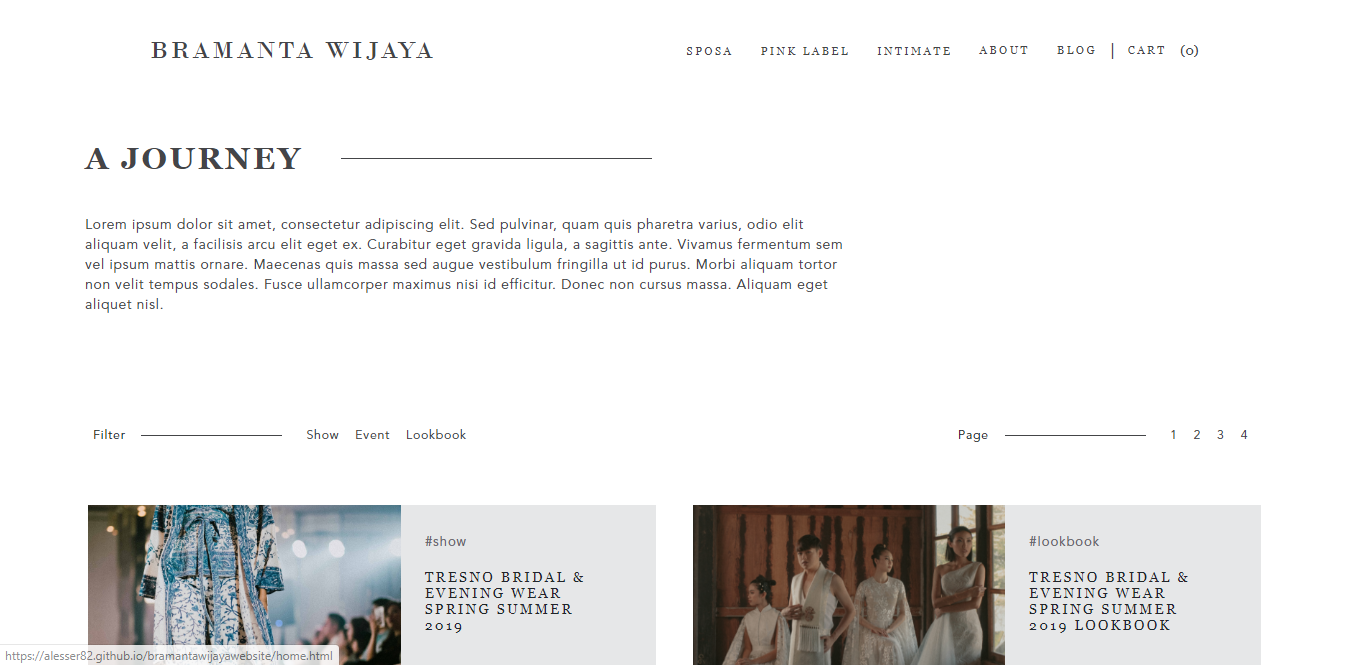 BRAMANTA WIJAYA
SPOSA PINK LABEL INTIMATE ABOUT BLOG | CART (0)
A JOURNEY
Lorem ipsum dolor sit amet, consectetur adipiscing elit. Sed pulvinar, quam quis pharetra varius, odio elit
aliquam velit, a facilisis arcu elit eget ex. Curabitur eget gravida ligula, a sagittis ante. Vivamus fermentum sem
vel ipsum mattis ornare. Maecenas quis massa sed augue vestibulum fringilla ut id purus. Morbi aliquam tortor
non velit tempus sodales. Fusce ullamcorper maximus nisi id efficitur. Donec non cursus massa. Aliquam eget
aliquet nisl.
Filter Show Event Lookbook
Page 1 2 3 4
#show
TRESNO BRIDAL &
EVENING WEAR
SPRING SUMMER
2019
#lookbook
TRESNO BRIDAL &
EVENING WEAR
SPRING SUMMER
2019 LOOKBOOK
https://alesser82.github.io/bramantawijayawebsite/home.html